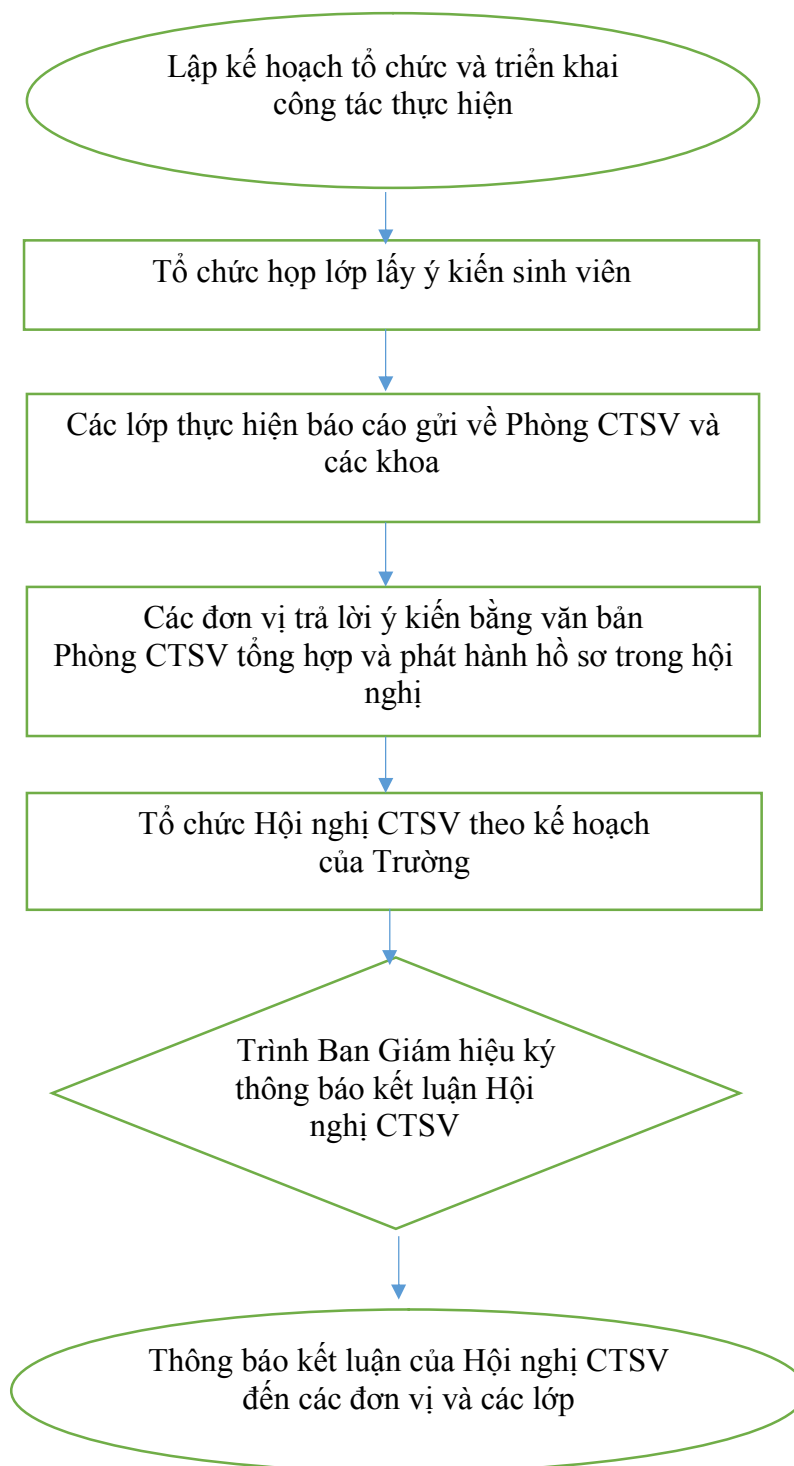 Lập kế hoạch tổ chức và triển khai
công tác thực hiện
Tổ chức họp lớp lấy ý kiến sinh viên
Các lớp thực hiện báo cáo gửi về Phòng CTSV và
các khoa
Các đơn vị trả lời ý kiến bằng văn bản
Phòng CTSV tổng hợp và phát hành hồ sơ trong hội
nghị
Tổ chức Hội nghị CTSV theo kế hoạch
của Trường
Trình Ban Giám hiệu ký
thông báo kết luận Hội
nghị CTSV
Thông báo kết luận của Hội nghị CTSV
đến các đơn vị và các lớp